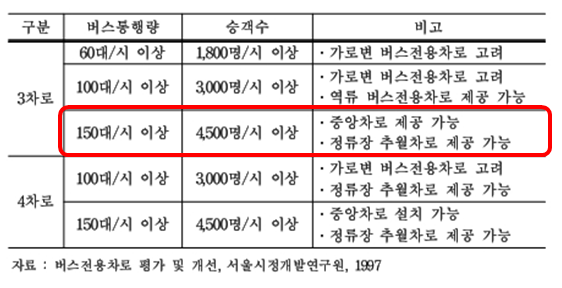 구분 버스통행량 승객수 비고
3차로 60대/시 이상 1,800명/시 이상 · 가로변 버스전용차로 고려
100대/시 이상 3,000명/시 이상 · 가로변 버스전용차로 고려
· 역류 버스전용차로 제공 가능
150대/시 이상 4,500명/시 이상 · 중앙차로 제공 가능
· 정류장 추월차로 제공 가능
4차로 100대/시 이상 3,000명/시 이상 · 가로변 버스전용차로 고려
· 정류장 추월차로 제공 가능
150대/시 이상 4,500명/시 이상 · 중앙차로 설치 가능
· 정류장 추월차로 제공 가능
자료 : 버스전용차로 평가 및 개선, 서울시정개발연구원, 1997